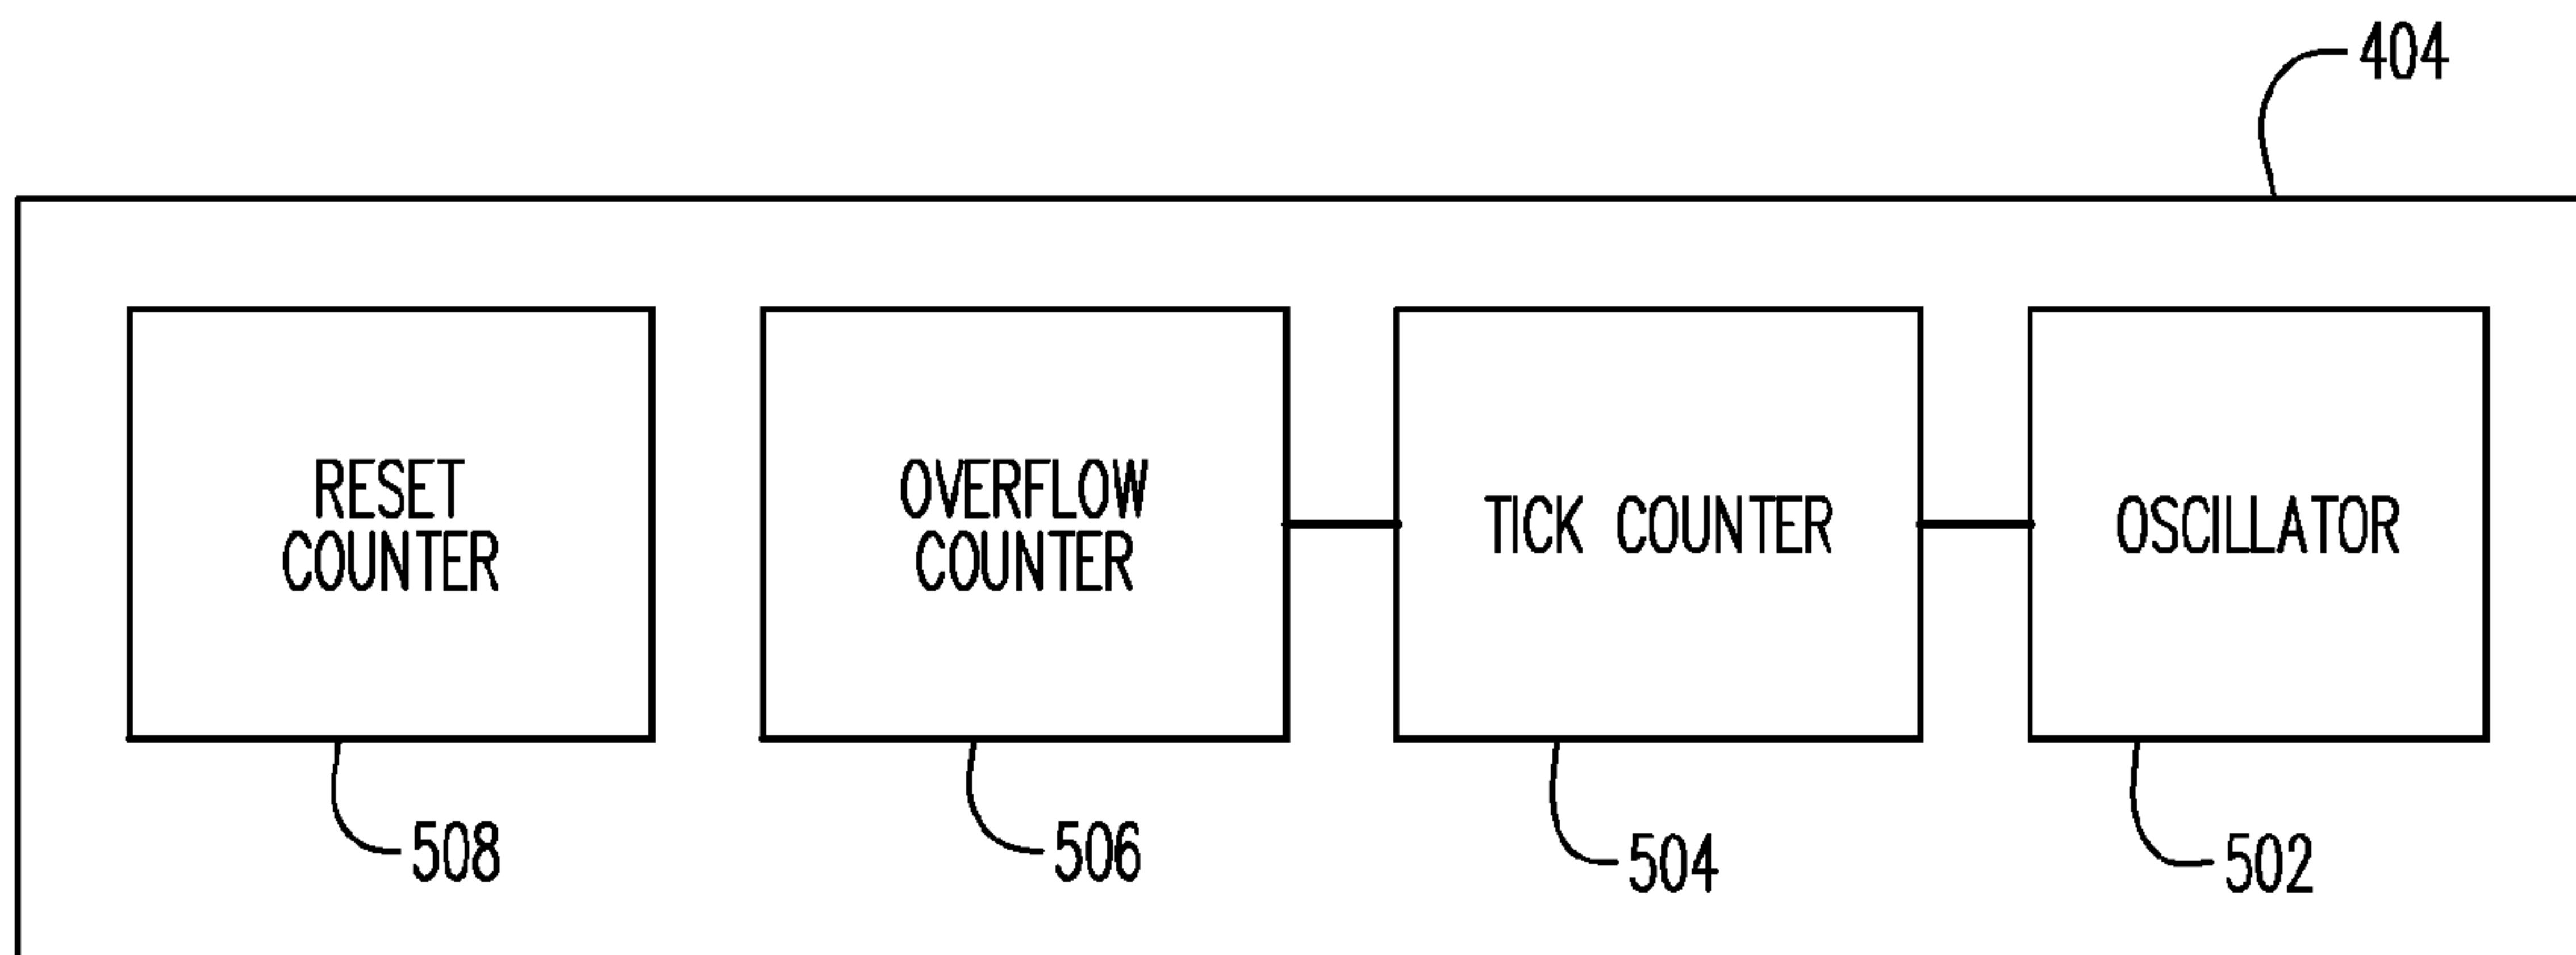 404
RESET
COUNTER
OVERFLOW
COUNTER
TICK COUNTER
OSCILLATOR
508
506
504
502